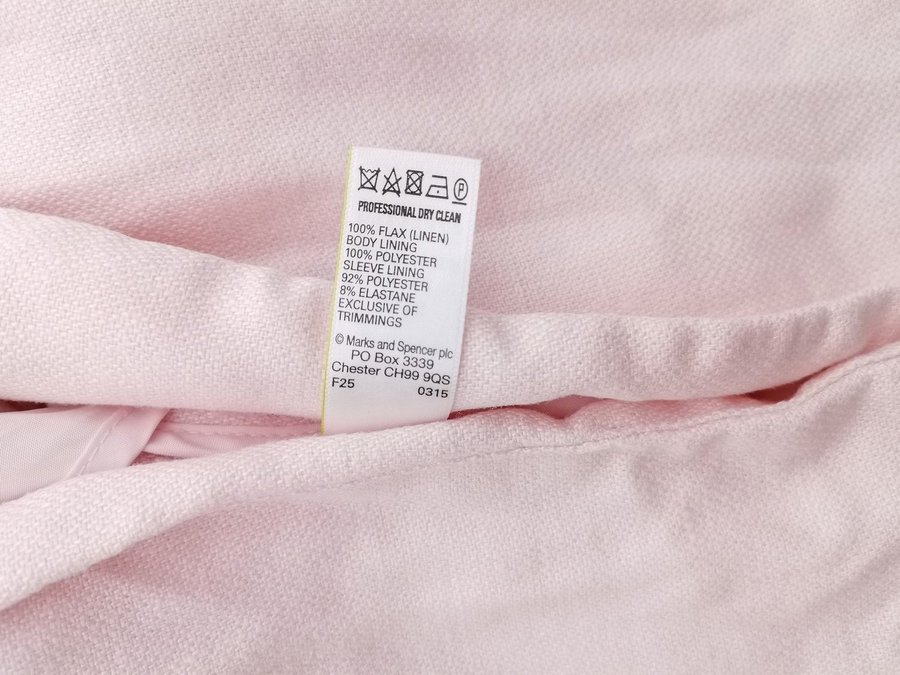 P
PROFESSIONAL DRY CLEAN
100% FLAX (LINEN)
BODY LINING
100% POLYESTER
SLEEVE LINING
92% POLYESTER
8% ELASTANE
EXCLUSIVE OF
TRIMMINGS
© Marks and Spencer plc
PO Box 3339
Chester CH99 9QS
F25 0315